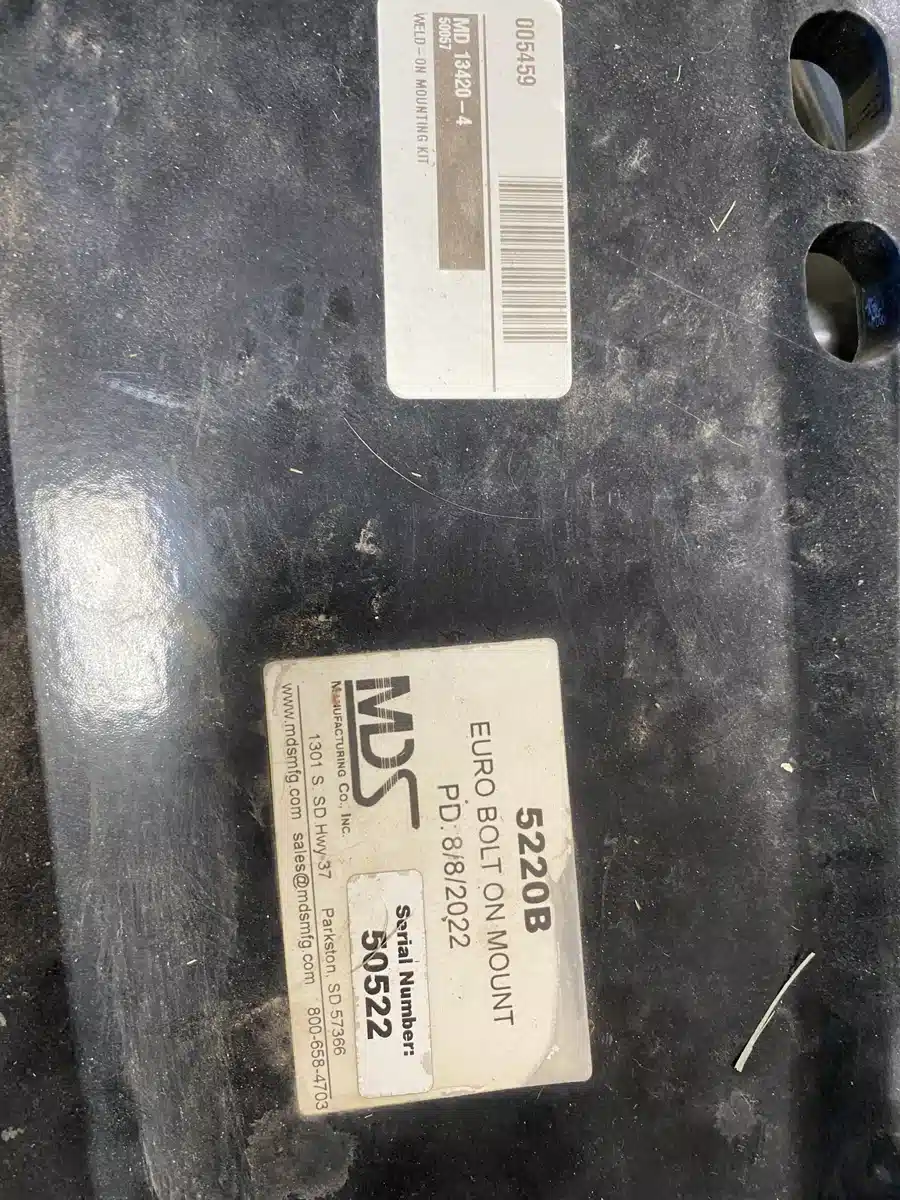 005459
MD 13420-4
50057
WELD-ON MOUNTING KIT
5220B
EURO BOLT ON MOUNT
P.D. 8/8/2022
MDS
MANUFACTURING CO., INC.
Serial Number:
50522
1301 S. SD Hwy 37 Parkston, SD 57366
www.mdsmfg.com sales@mdsmfg.com 800-658-4703